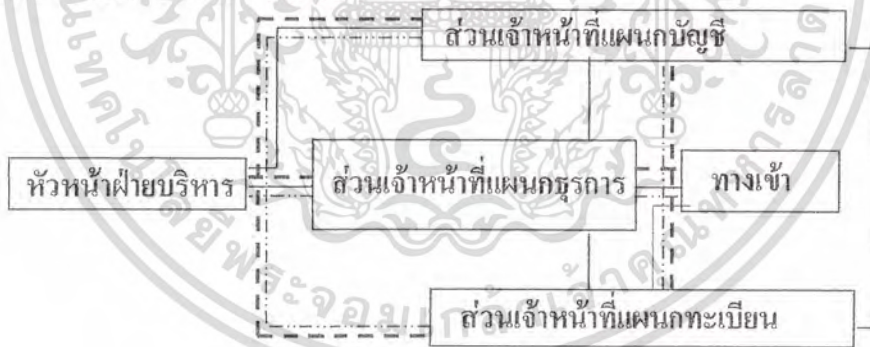 ส่วนเจ้าหน้าที่แผนกบัญชี
หัวหน้าฝ่ายบริหาร
ส่วนเจ้าหน้าที่แผนกธุรการ
ทางเข้า
ส่วนเจ้าหน้าที่แผนกทะเบียน